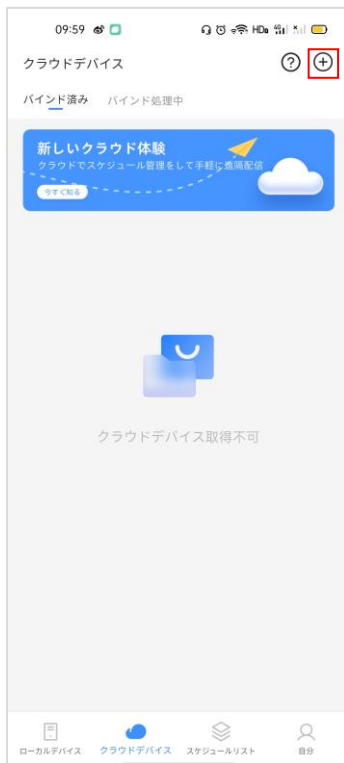 09:59 HD
クラウドデバイス
バインド済み バインド処理中
新しいクラウド体験
クラウドでスケジュール管理をして手軽に遠隔配信
今すぐ知る
クラウドデバイス取得不可
ローカルデバイス クラウドデバイス スケジュールリスト 自分